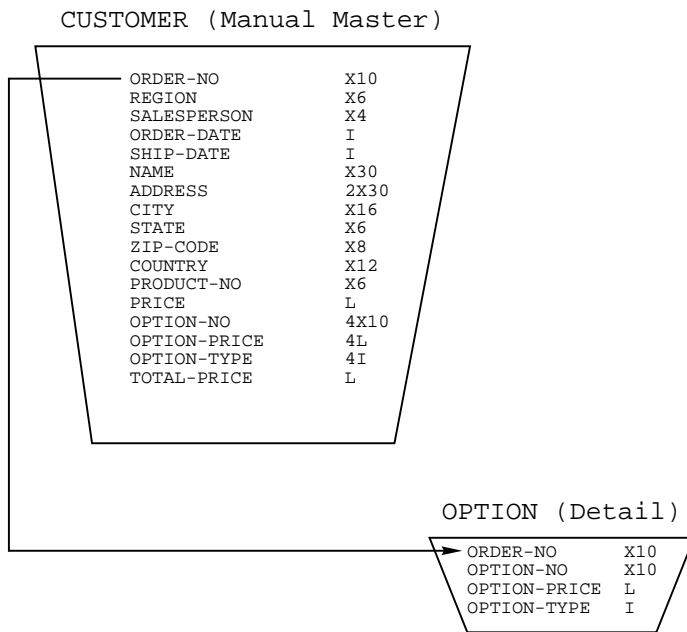 CUSTOMER (Manual Master)
ORDER-NO X10
REGION X6
SALESPERSON X4
ORDER-DATE I
SHIP-DATE I
NAME X30
ADDRESS 2X30
CITY X16
STATE X6
ZIP-CODE X8
COUNTRY X12
PRODUCT-NO X6
PRICE L
OPTION-NO 4X10
OPTION-PRICE 4L
OPTION-TYPE 4I
TOTAL-PRICE L
OPTION (Detail)
ORDER-NO X10
OPTION-NO X10
OPTION-PRICE L
OPTION-TYPE I